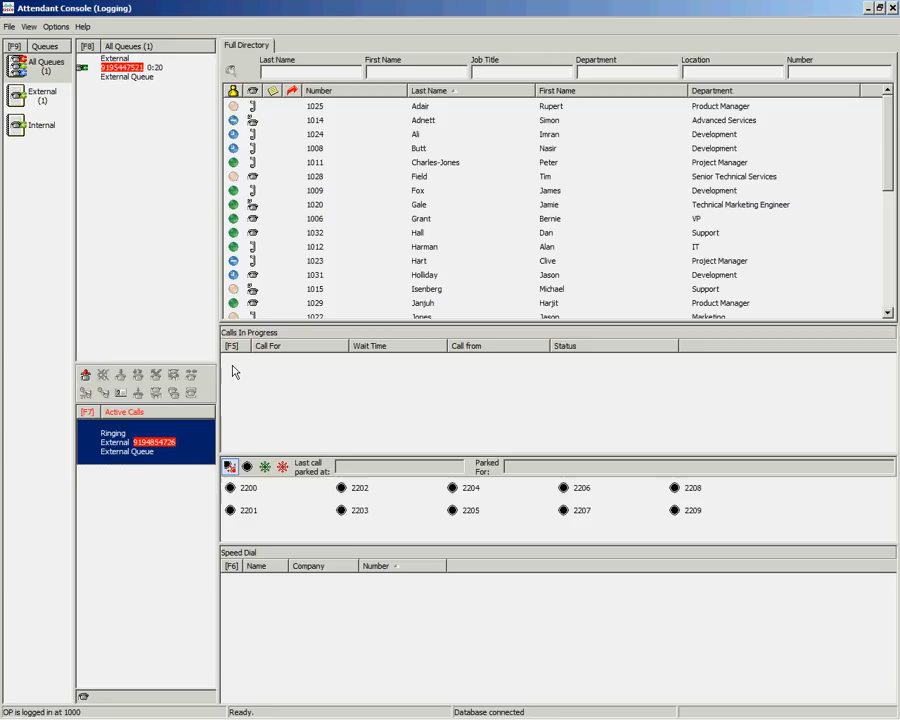 Attendant Console (Logging)
File View Options Help
[F9] Queues
All Queues
(1)
External
(1)
Internal
[F8] All Queues (1)
External
9195447521 0:20
External Queue
[F7] Active Calls
Ringing
External 9194854726
External Queue
Full Directory
Last Name First Name Job Title Department Location Number
Number Last Name First Name Department
1025 Adair Rupert Product Manager
1014 Adnett Simon Advanced Services
1024 Ali Imran Development
1008 Butt Nasir Development
1011 Charles-Jones Peter Project Manager
1028 Field Tim Senior Technical Services
1009 Fox James Development
1020 Gale Jamie Technical Marketing Engineer
1006 Grant Bernie VP
1032 Hall Dan Support
1012 Harman Alan IT
1023 Hart Clive Project Manager
1031 Holliday Jason Development
1015 Isenberg Michael Support
1029 Janjuh Harjit Product Manager
1022 Jones Jason Marketing
Calls In Progress
[F5] Call For Wait Time Call from Status
Last call
parked at:
Parked
For:
2200 2202 2204 2206 2208
2201 2203 2205 2207 2209
Speed Dial
[F6] Name Company Number
OP is logged in at 1000 Ready. Database connected